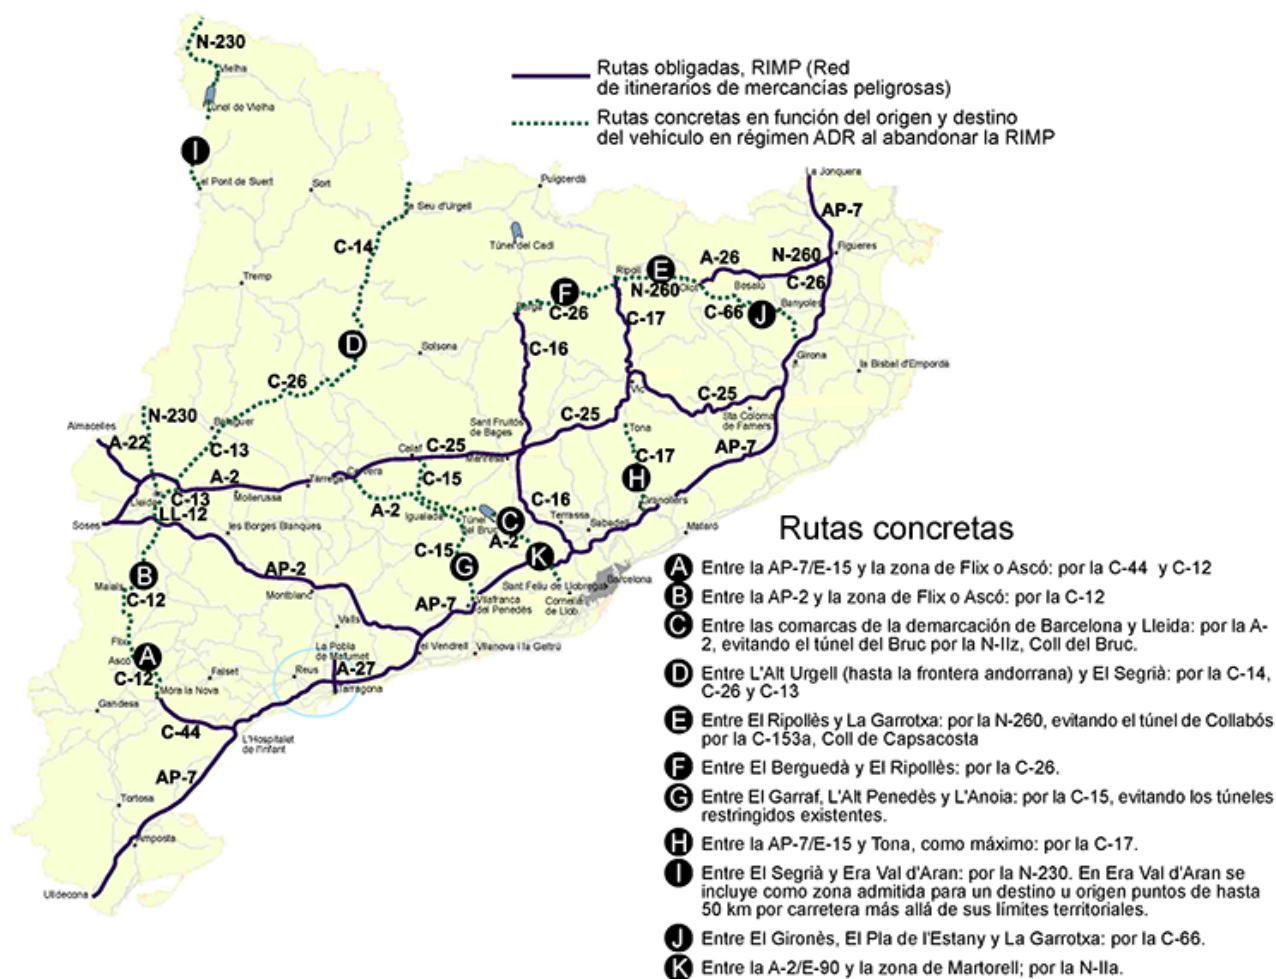 N-230
Vielha
Túnel de Vielha
I
el Pont de Suert
Sort
Rutas obligadas, RIMP (Red
de itinerarios de mercancías peligrosas)
Rutas concretas en función del origen y destino
del vehículo en régimen ADR al abandonar la RIMP
Puigcerdà
La Jonquera
AP-7
la Seu d'Urgell
C-14
Túnel del Cadí
Tremp
Figueres
N-260
A-26
C-26
Ripoll
E
N-260
Olot
Besalú
Banyoles
F
C-26
Berga
C-66
J
C-17
D
Solsona
C-16
Girona
la Bisbal d'Empordà
C-26
Vic
C-25
Sta Coloma
de Farners
N-230
Almacelles
A-22
Balaguer
C-13
Sant Fruitós
de Bages
C-25
Tona
AP-7
C-17
H
Calaf
C-25
Manresa
Cervera
Tàrrega
A-2
Mollerussa
C-15
Lleida
C-13
LL-12
Soses
les Borges Blanques
A-2
Igualada
Túnel
del Bruc
C
A-2
C-16
Terrassa
Sabadell
Granollers
Mataró
C-15
G
K
AP-2
B
Maials
C-12
Montblanc
AP-7
Vilafranca
del Penedès
Sant Feliu de Llobregat
Cornellà
de Llob.
Barcelona
Valls
el Vendrell
Vilanova i la Geltrú
Flix
Ascó
A
C-12
La Pobla
de Mafumet
Reus
A-27
Tarragona
Falset
Móra la Nova
Gandesa
C-44
L'Hospitalet
de l'Infant
AP-7
Tortosa
Amposta
Ulldecona
Rutas concretas
A Entre la AP-7/E-15 y la zona de Flix o Ascó: por la C-44 y C-12
B Entre la AP-2 y la zona de Flix o Ascó: por la C-12
C Entre las comarcas de la demarcación de Barcelona y Lleida: por la A-
2, evitando el túnel del Bruc por la N-IIz, Coll del Bruc.
D Entre L'Alt Urgell (hasta la frontera andorrana) y El Segrià: por la C-14,
C-26 y C-13
E Entre El Ripollès y La Garrotxa: por la N-260, evitando el túnel de Collabós
por la C-153a, Coll de Capsacosta
F Entre El Berguedà y El Ripollès: por la C-26.
G Entre El Garraf, L'Alt Penedès y L'Anoia: por la C-15, evitando los túneles
restringidos existentes.
H Entre la AP-7/E-15 y Tona, como máximo: por la C-17.
I Entre El Segrià y Era Val d'Aran: por la N-230. En Era Val d'Aran se
incluye como zona admitida para un destino u origen puntos de hasta
50 km por carretera más allá de sus límites territoriales.
J Entre El Gironès, El Pla de l'Estany y La Garrotxa: por la C-66.
K Entre la A-2/E-90 y la zona de Martorell; por la N-IIa.